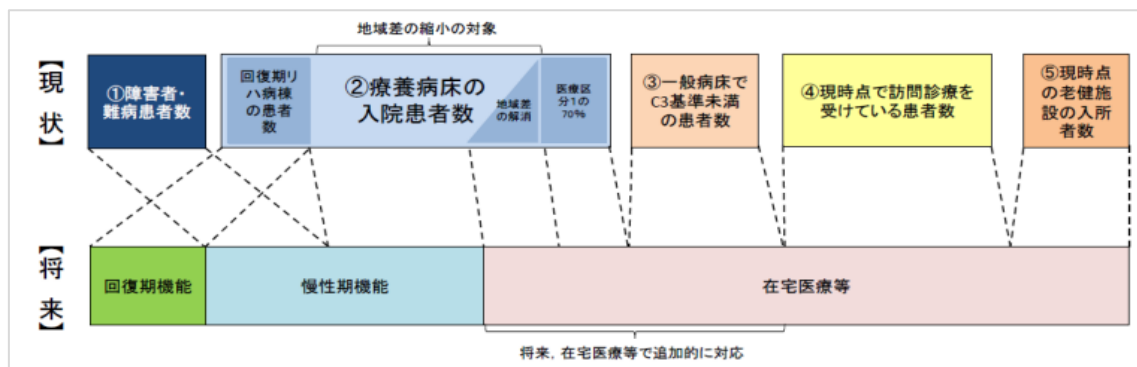 地域差の縮小の対象
【現状】
①障害者・
難病患者数
回復期リ
ハ病棟
の患者
数
②療養病床の
入院患者数
地域差
の解消
医療区
分1の
70%
③一般病床で
C3基準未満
の患者数
④現時点で訪問診療を
受けている患者数
⑤現時点
の老健施
設の入所
者数
【将来】
回復期機能
慢性期機能
在宅医療等
将来，在宅医療等で追加的に対応